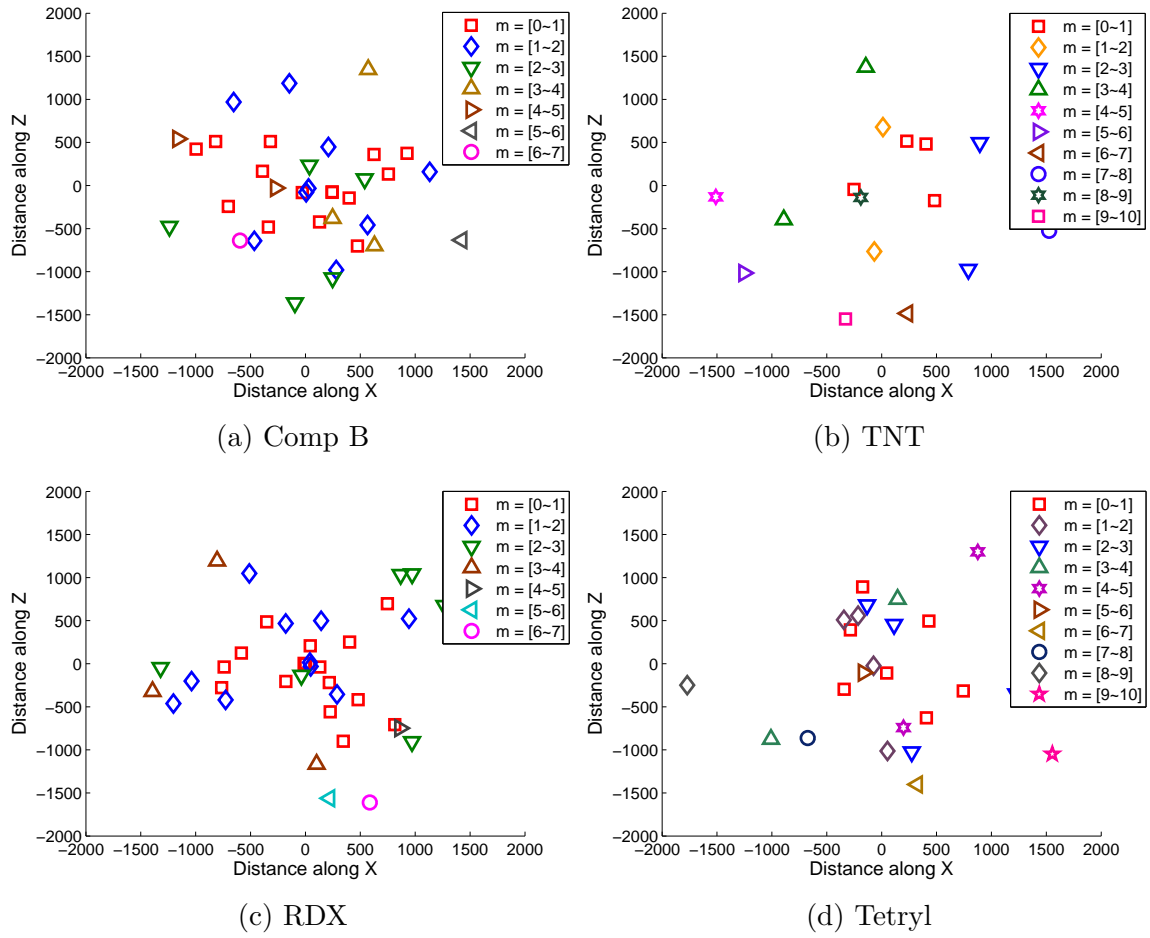 2000
1500
1000
500
0
−500
−1000
−1500
−2000
Distance along Z
−2000 −1500 −1000 −500 0 500 1000 1500 2000
Distance along X
m = [0~1]
m = [1~2]
m = [2~3]
m = [3~4]
m = [4~5]
m = [5~6]
m = [6~7]
(a) Comp B
2000
1500
1000
500
0
−500
−1000
−1500
−2000
Distance along Z
−2000 −1500 −1000 −500 0 500 1000 1500 2000
Distance along X
m = [0~1]
m = [1~2]
m = [2~3]
m = [3~4]
m = [4~5]
m = [5~6]
m = [6~7]
m = [7~8]
m = [8~9]
m = [9~10]
(b) TNT
2000
1500
1000
500
0
−500
−1000
−1500
−2000
Distance along Z
−2000 −1500 −1000 −500 0 500 1000 1500 2000
Distance along X
m = [0~1]
m = [1~2]
m = [2~3]
m = [3~4]
m = [4~5]
m = [5~6]
m = [6~7]
(c) RDX
2000
1500
1000
500
0
−500
−1000
−1500
−2000
Distance along Z
−2000 −1500 −1000 −500 0 500 1000 1500 2000
Distance along X
m = [0~1]
m = [1~2]
m = [2~3]
m = [3~4]
m = [4~5]
m = [5~6]
m = [6~7]
m = [7~8]
m = [8~9]
m = [9~10]
(d) Tetryl